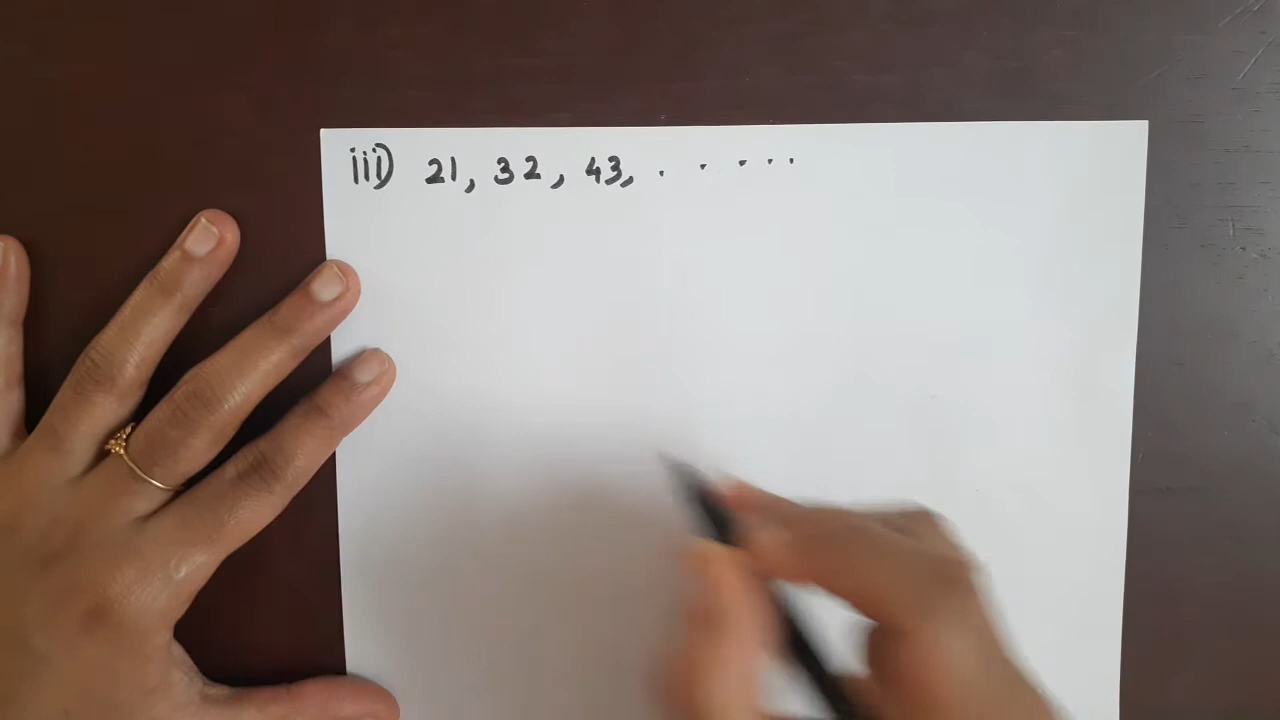 iii) 21, 32, 43, . . . . . .